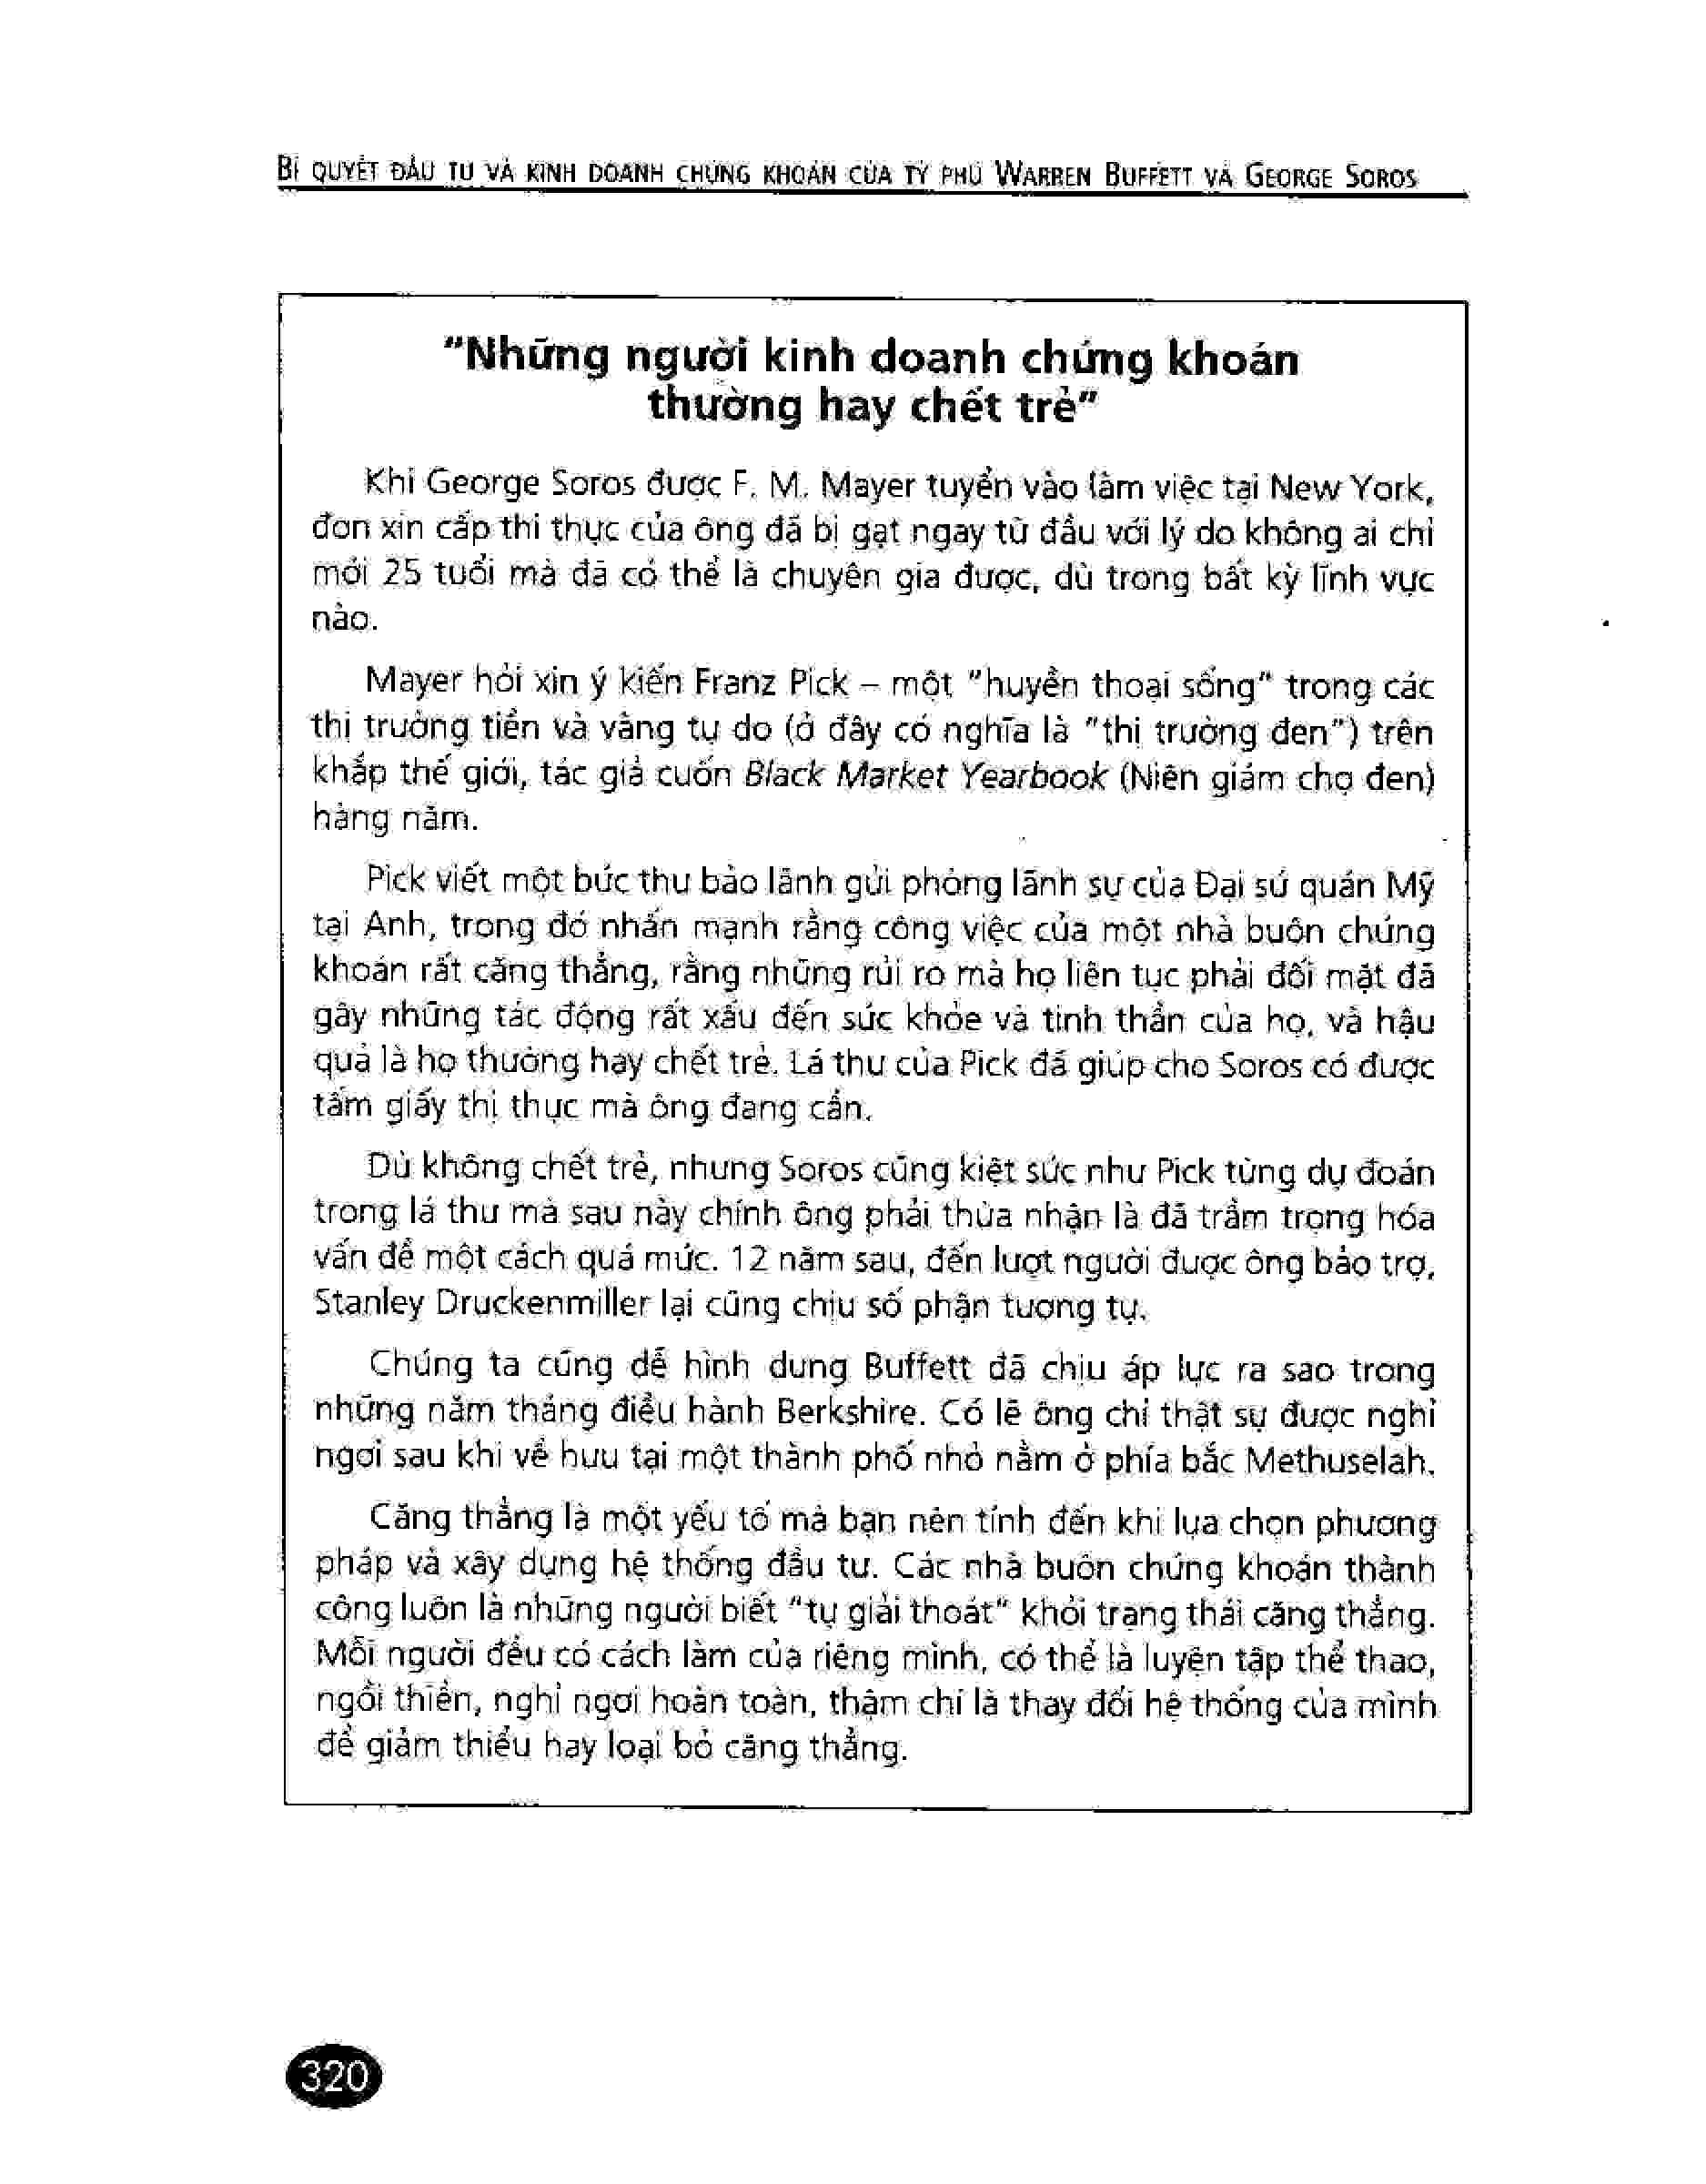 BÍ QUYẾT ĐẦU TƯ VÀ KINH DOANH CHỨNG KHOÁN CỦA TỶ PHÚ WARREN BUFFETT VÀ GEORGE SOROS
"Những người kinh doanh chứng khoán
thường hay chết trẻ"
Khi George Soros được F. M. Mayer tuyển vào làm việc tại New York,
đơn xin cấp thi thực của ông đã bị gạt ngay từ đầu với lý do không ai chỉ
mới 25 tuổi mà đã có thể là chuyên gia được, dù trong bất kỳ lĩnh vực
nào.
Mayer hỏi xin ý kiến Franz Pick – một "huyền thoại sống" trong các
thị trường tiền và vàng tự do (ở đây có nghĩa là "thị trường đen") trên
khắp thế giới, tác giả cuốn Black Market Yearbook (Niên giám chợ đen)
hàng năm.
Pick viết một bức thư bảo lãnh gửi phòng lãnh sự của Đại sứ quán Mỹ
tại Anh, trong đó nhấn mạnh rằng công việc của một nhà buôn chứng
khoán rất căng thẳng, rằng những rủi ro mà họ liên tục phải đối mặt đã
gây những tác động rất xấu đến sức khỏe và tinh thần của họ, và hậu
quả là họ thường hay chết trẻ. Lá thư của Pick đã giúp cho Soros có được
tấm giấy thị thực mà ông đang cần.
Dù không chết trẻ, nhưng Soros cũng kiệt sức như Pick từng dự đoán
trong lá thư mà sau này chính ông phải thừa nhận là đã trầm trọng hóa
vấn đề một cách quá mức. 12 năm sau, đến lượt người được ông bảo trợ,
Stanley Druckenmiller lại cũng chịu số phận tương tự.
Chúng ta cũng dễ hình dung Buffett đã chịu áp lực ra sao trong
những năm tháng điều hành Berkshire. Có lẽ ông chỉ thật sự được nghỉ
ngơi sau khi về hưu tại một thành phố nhỏ nằm ở phía bắc Methuselah.
Căng thẳng là một yếu tố mà bạn nên tính đến khi lựa chọn phương
pháp và xây dựng hệ thống đầu tư. Các nhà buôn chứng khoán thành
công luôn là những người biết "tự giải thoát" khỏi trạng thái căng thẳng.
Mỗi người đều có cách làm của riêng mình, có thể là luyện tập thể thao,
ngồi thiền, nghỉ ngơi hoàn toàn, thậm chí là thay đổi hệ thống của mình
để giảm thiểu hay loại bỏ căng thẳng.
320